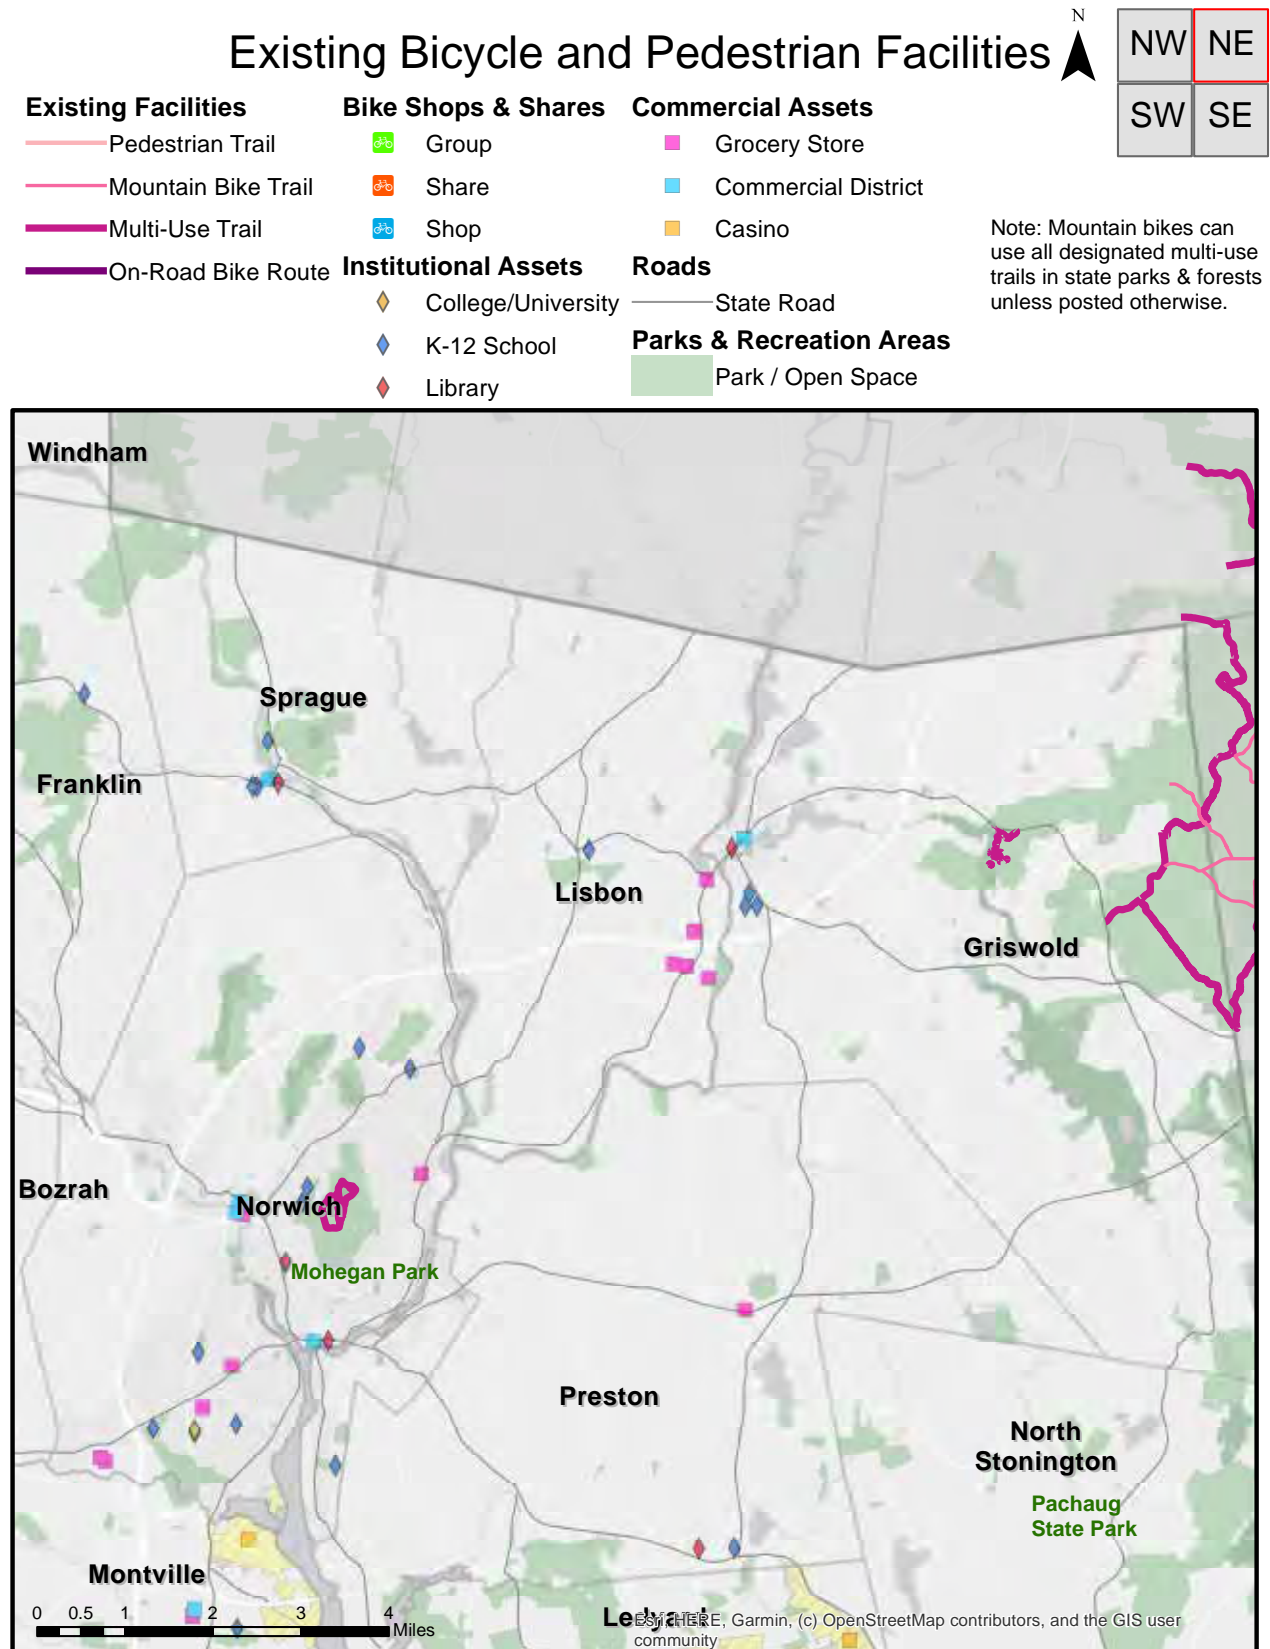 Existing Bicycle and Pedestrian Facilities
N
NW NE
SW SE
Existing Facilities
Pedestrian Trail
Mountain Bike Trail
Multi-Use Trail
On-Road Bike Route
Bike Shops & Shares
Group
Share
Shop
Institutional Assets
College/University
K-12 School
Library
Commercial Assets
Grocery Store
Commercial District
Casino
Roads
State Road
Parks & Recreation Areas
Park / Open Space
Note: Mountain bikes can
use all designated multi-use
trails in state parks & forests
unless posted otherwise.
Windham
Sprague
Franklin
Lisbon
Griswold
Bozrah
Norwich
Mohegan Park
Preston
North
Stonington
Pachaug
State Park
Montville
Ledyard
0 0.5 1 2 3 4
Miles
Esri, HERE, Garmin, (c) OpenStreetMap contributors, and the GIS user
community